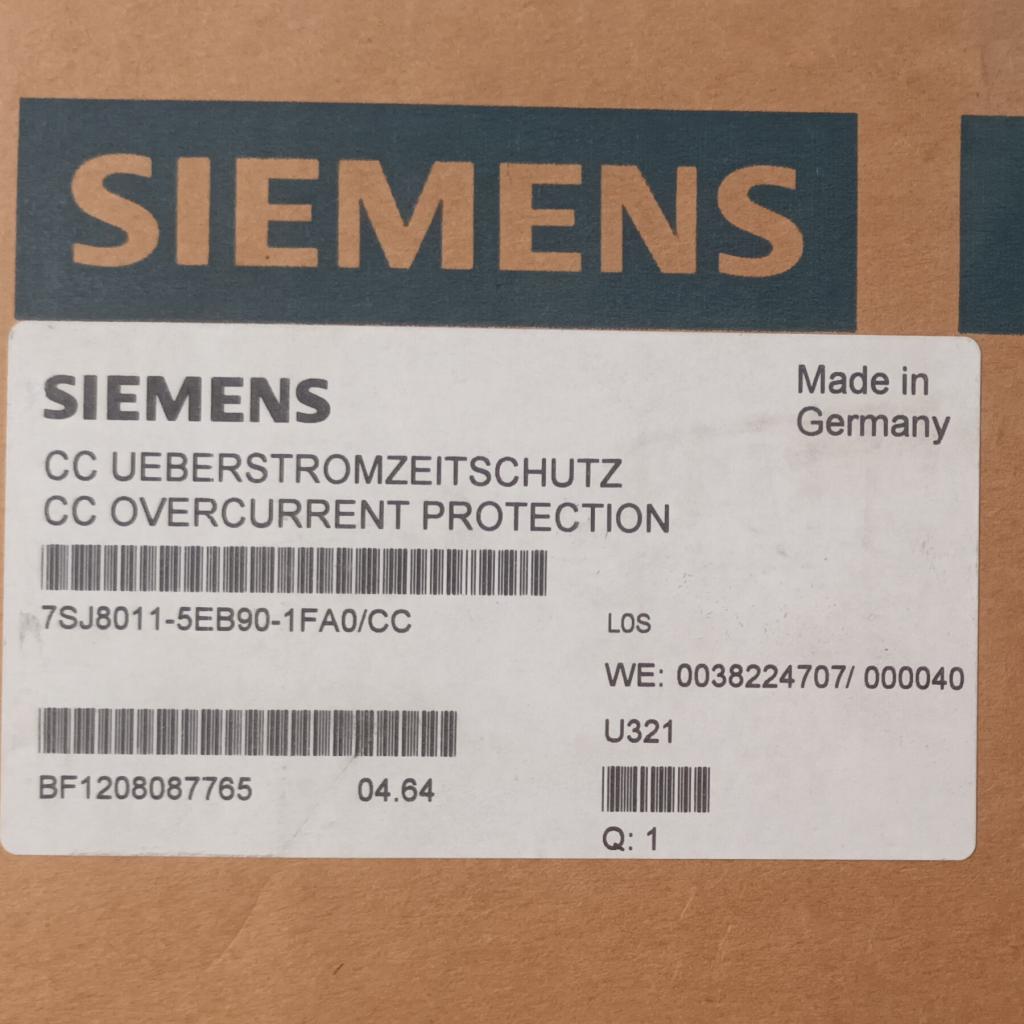 SIEMENS
SIEMENS
Made in
Germany
CC UEBERSTROMZEITSCHUTZ
CC OVERCURRENT PROTECTION
7SJ8011-5EB90-1FA0/CC
L0S
WE: 0038224707/ 000040
U321
BF1208087765 04.64
Q: 1